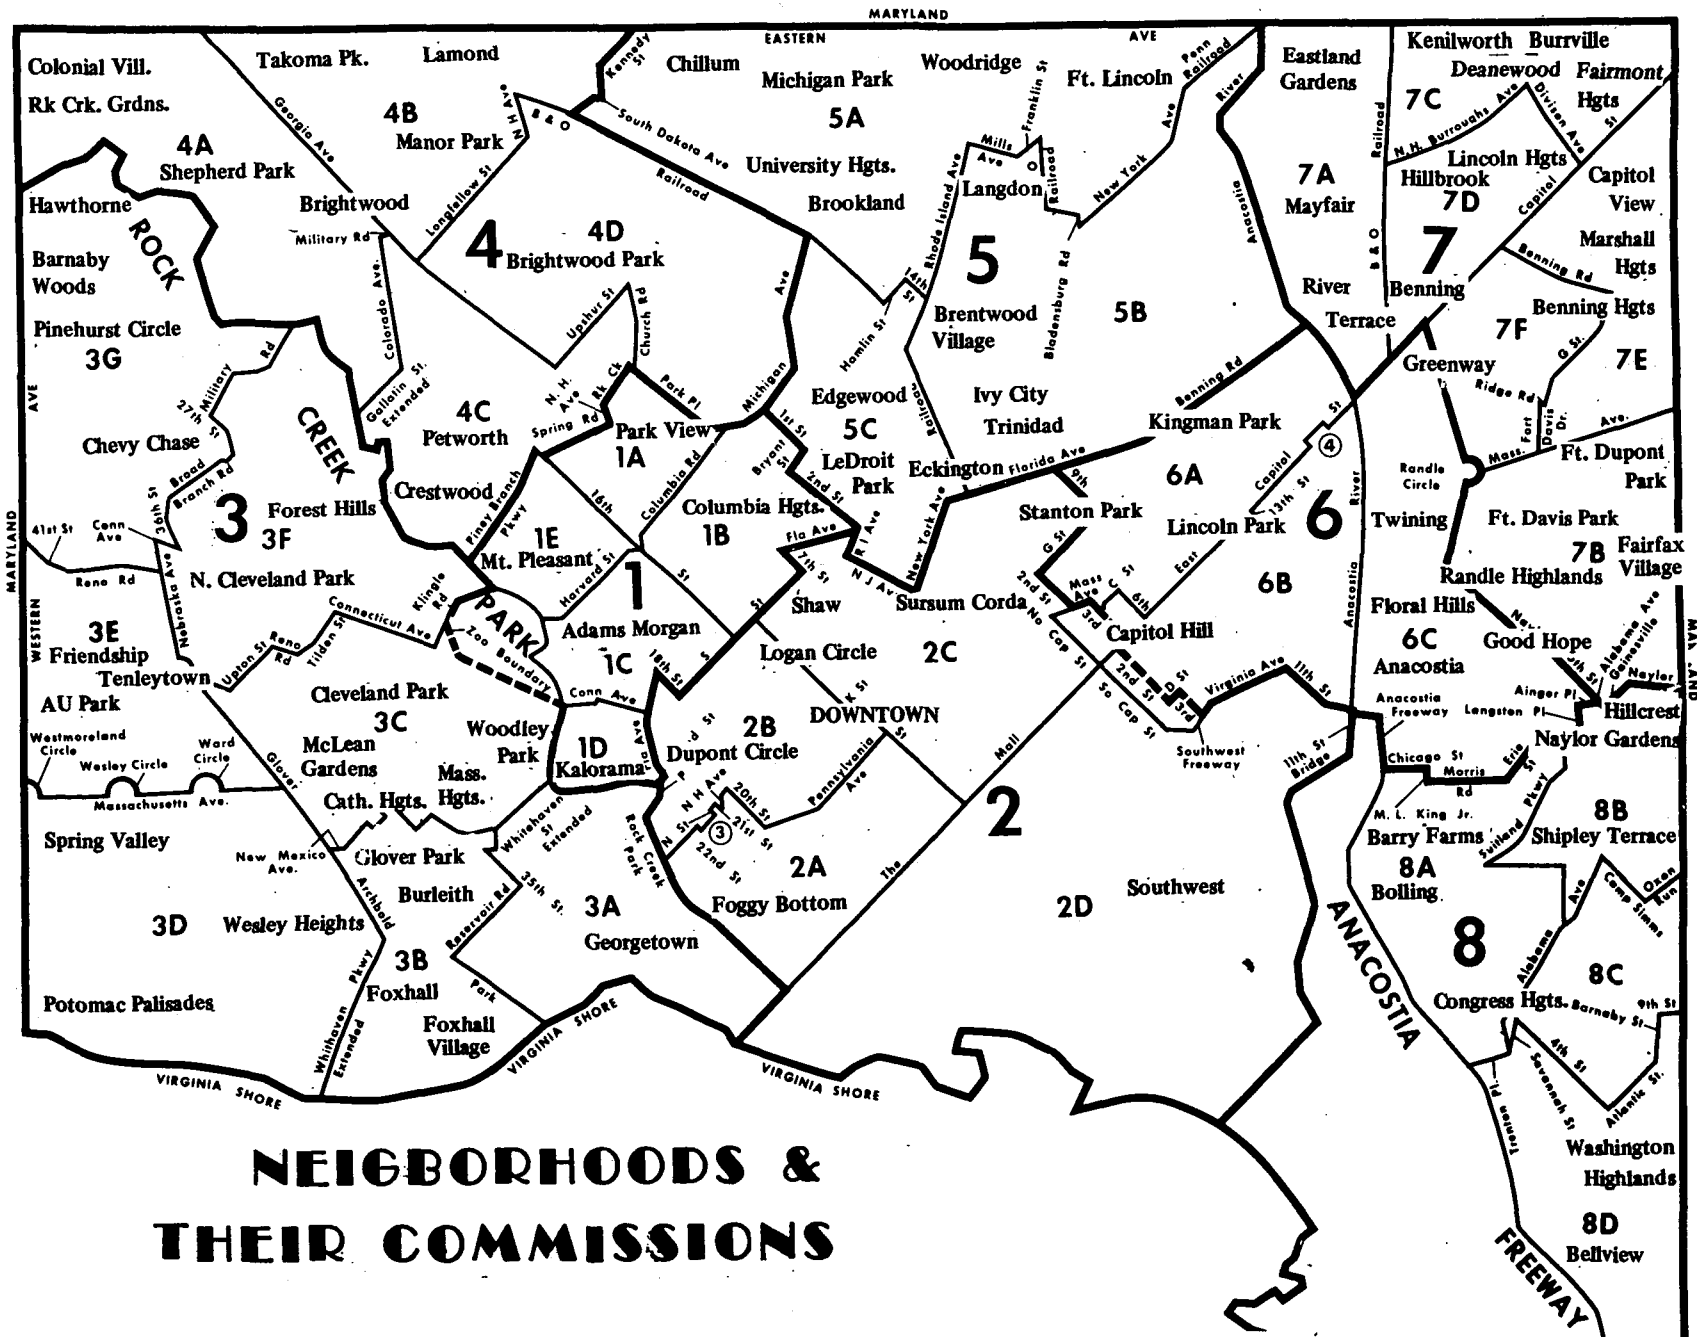 MARYLAND
EASTERN
AVE
Colonial Vill.
Rk Crk. Grdns.
4A
Shepherd Park
Takoma Pk.
Lamond
4B
Manor Park
Georgia Ave
N H Ave
B & O
Kennedy
St
Chillum
Michigan Park
5A
University Hgts.
Brookland
South Dakota Ave
Railroad
Woodridge
Franklin St
Ft. Lincoln
Penn
Railroad
River
Mills
Ave
Langdon
O
Railroad
New York
Ave
Rhode Island Ave
Eastland
Gardens
Kenilworth Burrville
Deanewood
Fairmont
Hgts
7C
N.H. Burroughs Ave
Divison Ave
St
Capitol
Lincoln Hgts
Hillbrook
7D
7
Capitol
View
Marshall
Hgts
7A
Mayfair
Railroad
B & O
Anacostia
River
Terrace
Benning
Benning Rd
Benning Hgts
7F
G St.
7E
Hawthorne
ROCK
Barnaby
Woods
Pinehurst Circle
3G
AVE
Brightwood
Military Rd
Longfellow St
4
4D
Brightwood Park
Colorado Ave.
Upshur St
Church Rd
Ave
Michigan
14th
St
Hamlin St
5
Brentwood
Village
Bladensburg Rd
5B
Military
Rd
27th
St
Chevy Chase
Broad
Branch Rd
CREEK
Gallatin St.
Extended
4C
Petworth
N. H.
Ave
Rk Ck
Spring Rd
Park Pl
Park View
1A
Edgewood
5C
LeDroit
Park
1st St
Bryant
St
2nd St
Railroad
Ivy City
Trinidad
Eckington
Florida Ave
9th
Benning Rd
Kingman Park
6A
Greenway
Ridge Rd
Fort
Davis
Dr.
Mass.
Ave.
Ft. Dupont
Park
Randle
Circle
4
St
Capitol
13th St
Stanton Park
Lincoln Park
6
River
Twining
Ft. Davis Park
7B
Fairfax
Village
MARYLAND
41st St
Conn
Ave
39th St
Reno Rd
3
3F
Forest Hills
N. Cleveland Park
Crestwood
Piney Branch
Pkwy
16th
Columbia Rd
Columbia Hgts.
1B
1E
Mt. Pleasant
Harvard St
St
1
Fla Ave
7th St
R I Ave
N J Ave
New York Ave
Shaw
Sursum Corda
G St
2nd St
Mass
Ave
C St
6th
East
3rd
No Cap St
6B
Anacostia
Randle Highlands
Floral Hills
6C
Anacostia
Good Hope
Alabama Ave
Gainesville
Naylor
WESTERN
3E
Friendship
Tenleytown
AU Park
Nebraska Ave
Upton St
Reno
Rd
Tilden St
Connecticut Ave
Klingle
Rd
PARK
Zoo Boundary
Adams Morgan
1C
18th St
S
St
Logan Circle
2C
Capitol Hill
2nd St
D St
3rd
So Cap St
Virginia Ave
11th St
Southwest
Freeway
11th St
Bridge
Anacostia
Freeway
Ainger Pl
Langston Pl
Hillcrest
Naylor Gardens
Westmoreland
Circle
Wesley Circle
Ward
Circle
Massachusetts Ave.
Glover
Cleveland Park
3C
McLean
Gardens
Woodley
Park
Conn Ave
1D
Kalorama
2B
Dupont Circle
DOWNTOWN
K St
St
Mall
The
2
Cath. Hgts.
Mass.
Hgts.
Whitehaven
St
Extended
P
N H Ave
20th St
21st St
22nd St
N St
3
Pennsylvania
Ave
Rock Creek
Park
Chicago St
Morris
Rd
Erie
St
M. L. King Jr.
Barry Farms
Suitland
Pkwy
8B
Shipley Terrace
8A
Bolling
Oxon
Run
Camp Simms
Ave
Spring Valley
New Mexico
Ave.
Glover Park
Burleith
Archbold
Pkwy
3D
Wesley Heights
Reservoir Rd
35th St.
3A
Georgetown
2A
Foggy Bottom
2D
Southwest
ANACOSTIA
8
Alabama
8C
Congress Hgts.
Barnaby St
9th St
Potomac Palisades
3B
Foxhall
Park
Foxhall
Village
Whithaven
Extended
VIRGINIA SHORE
VIRGINIA SHORE
VIRGINIA SHORE
4th St
Savannah St
Trenton Pl.
Atlantic St.
Washington
Highlands
8D
Bellview
FREEWAY
NEIGBORHOODS &
THEIR COMMISSIONS